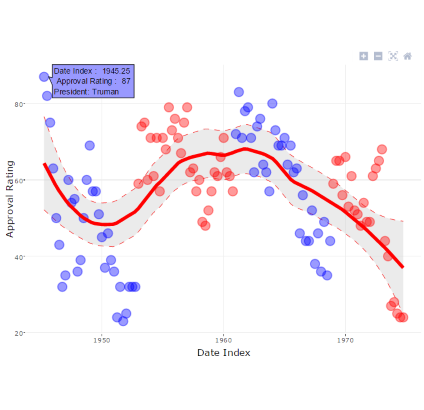 Date Index : 1945.25
Approval Rating : 87
President: Truman
80
60
40
20
Approval Rating
1950
1960
1970
Date Index